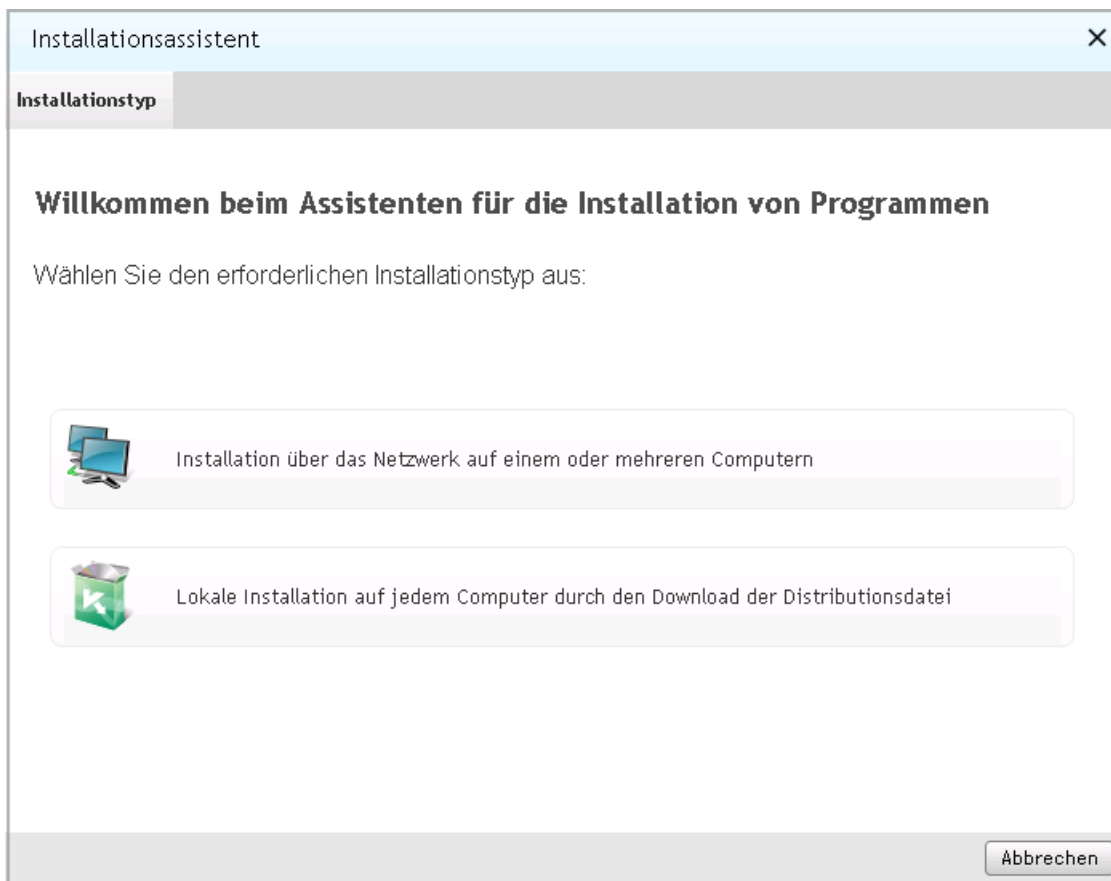 Installationsassistent
Installationstyp
Willkommen beim Assistenten für die Installation von Programmen
Wählen Sie den erforderlichen Installationstyp aus:
Installation über das Netzwerk auf einem oder mehreren Computern
Lokale Installation auf jedem Computer durch den Download der Distributionsdatei
Abbrechen